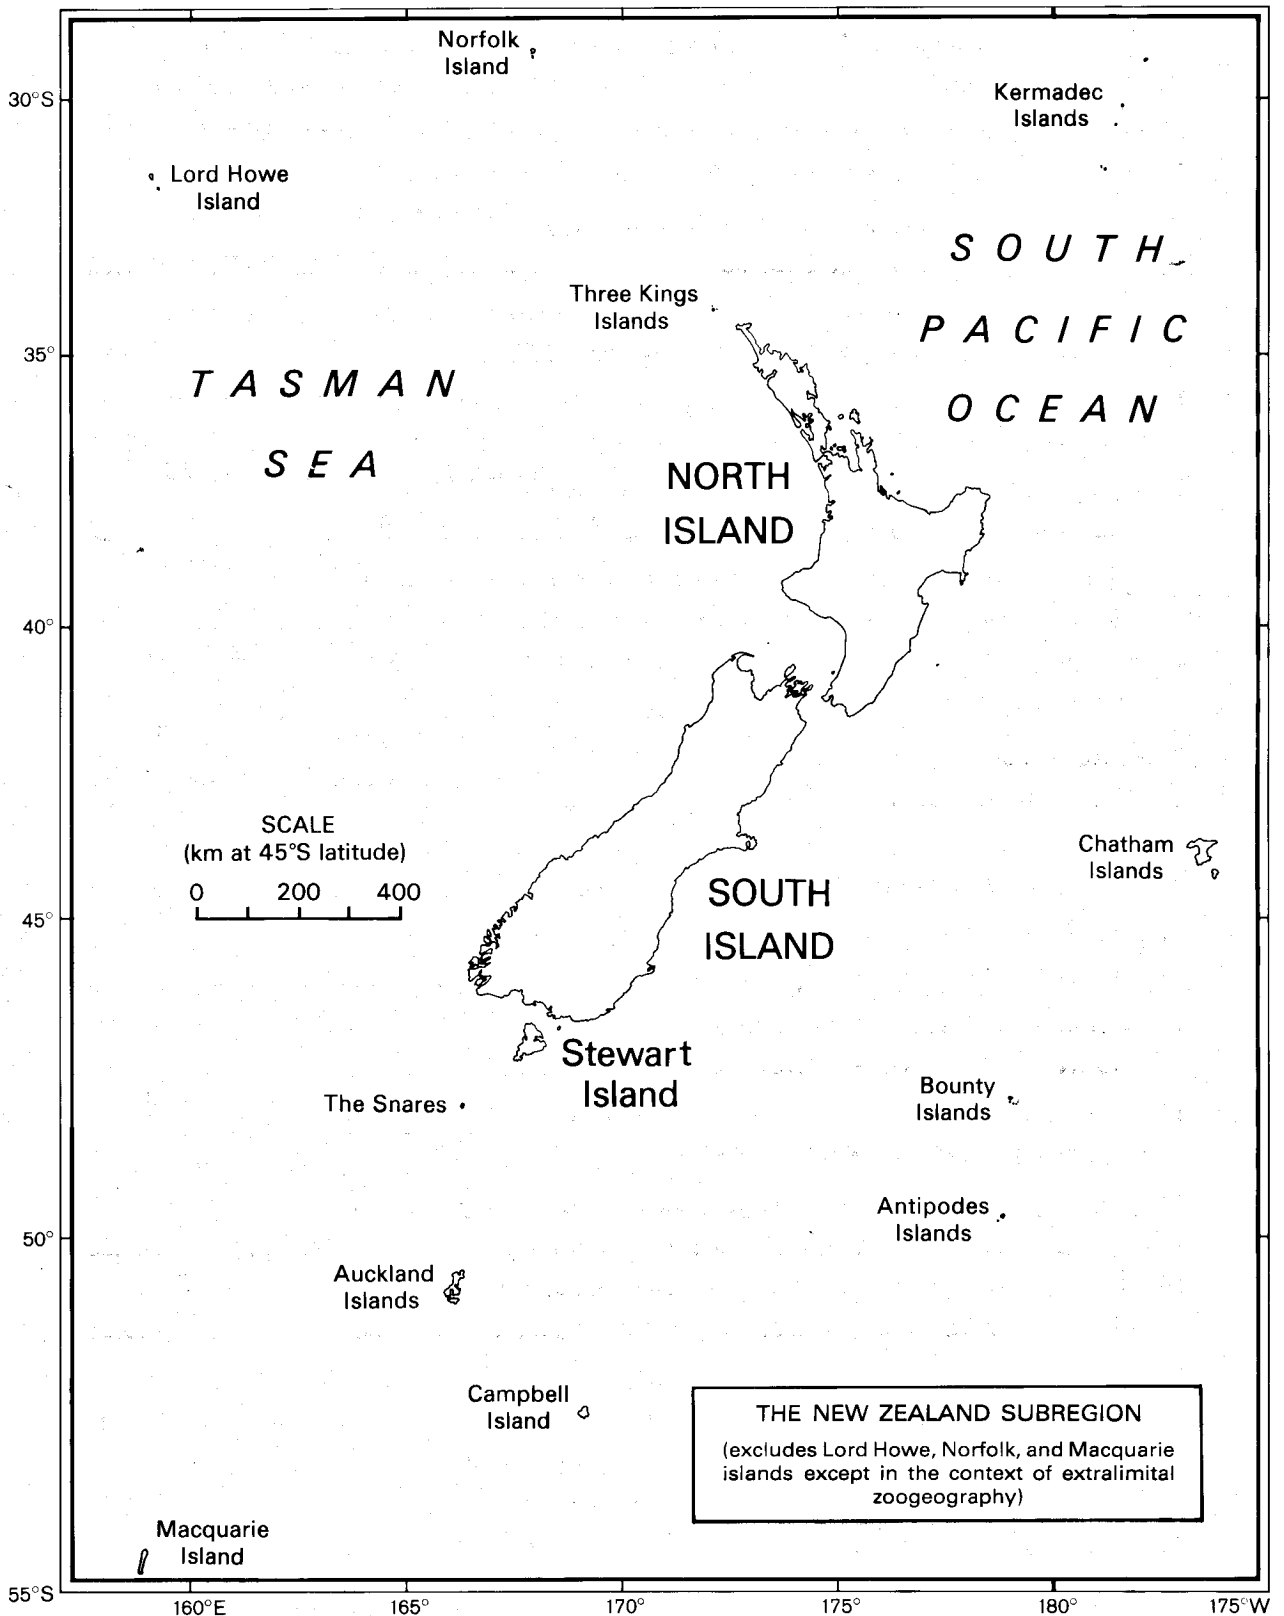 Norfolk
Island
30°S
Kermadec
Islands
Lord Howe
Island
SOUTH
Three Kings
Islands
PACIFIC
35°
TASMAN
OCEAN
SEA
NORTH
ISLAND
40°
SCALE
(km at 45°S latitude)
0 200 400
Chatham
Islands
SOUTH
ISLAND
45°
Stewart
Island
The Snares
Bounty
Islands
Antipodes
Islands
50°
Auckland
Islands
Campbell
Island
THE NEW ZEALAND SUBREGION
(excludes Lord Howe, Norfolk, and Macquarie
islands except in the context of extralimital
zoogeography)
Macquarie
Island
55°S
160°E 165° 170° 175° 180° 175°W